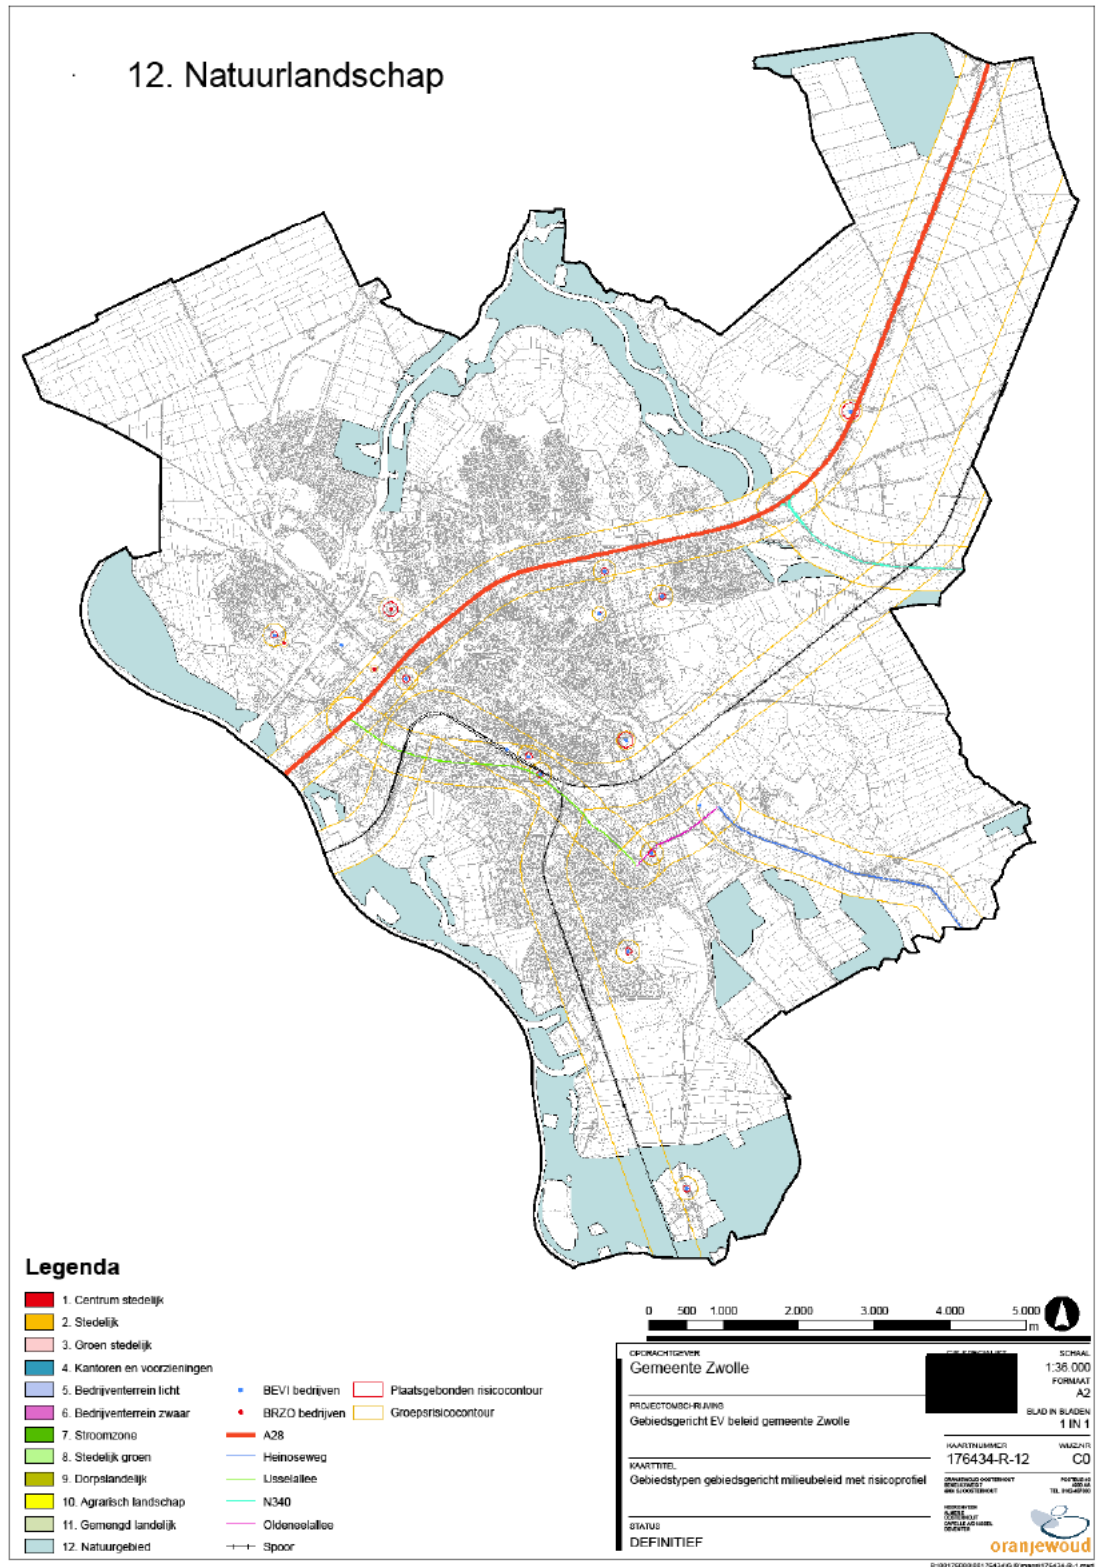 12. Natuurlandschap
Legenda
1. Centrum stedelijk
2. Stedelijk
3. Groen stedelijk
4. Kantoren en voorzieningen
5. Bedrijventerrein licht
6. Bedrijventerrein zwaar
7. Stroomzone
8. Stedelijk groen
9. Dorpslandelijk
10. Agrarisch landschap
11. Gemengd landelijk
12. Natuurgebied
BEVI bedrijven
BRZO bedrijven
A28
Heinoseweg
IJsselallee
N340
Oldeneelallee
Spoor
Plaatsgebonden risicocontour
Groepsrisicocontour
0 500 1.000 2.000 3.000 4.000 5.000
m
OPDRACHTGEVER
Gemeente Zwolle
PROJECTOMSCHRIJVING
Gebiedsgericht EV beleid gemeente Zwolle
KAARTTITEL
Gebiedstypen gebiedsgericht milieubeleid met risicoprofiel
STATUS
DEFINITIEF
SCHAAL
1:36.000
FORMAAT
A2
BLAD IN BLADEN
1 IN 1
KAARTNUMMER
176434-R-12
WIJZ.NR
C0
oranjewoud